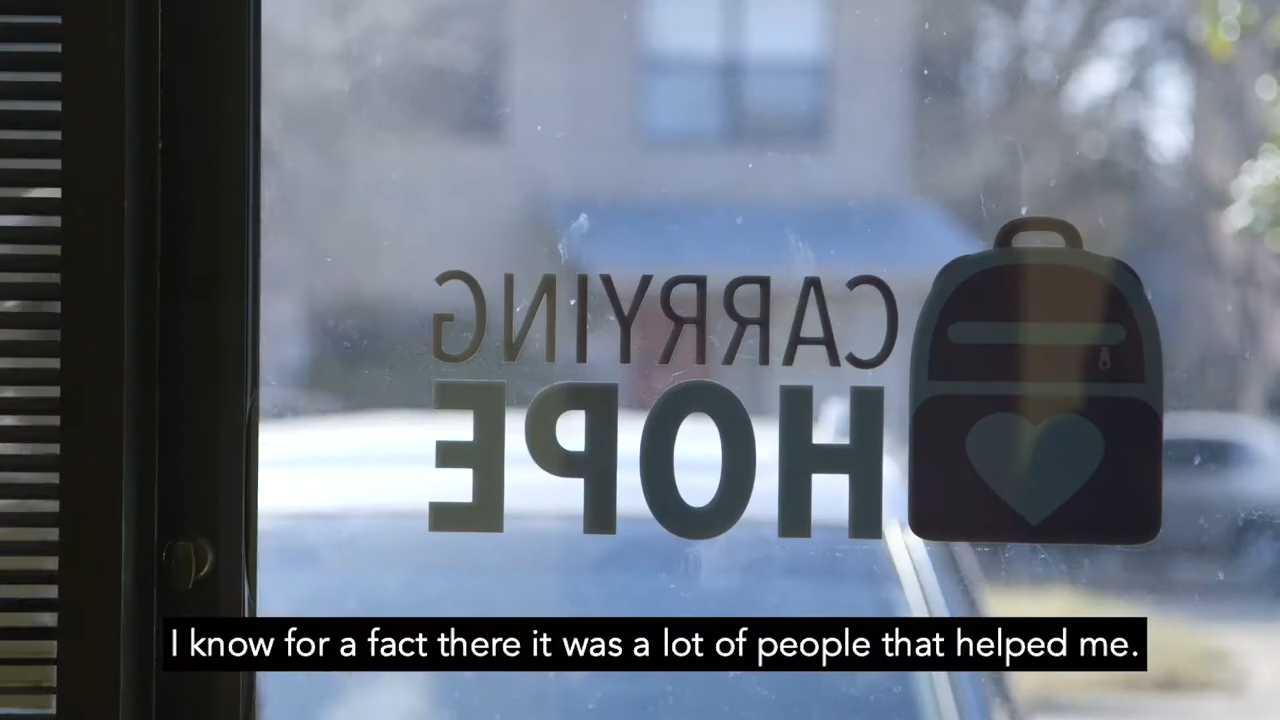 CARRYING
HOPE
I know for a fact there it was a lot of people that helped me.